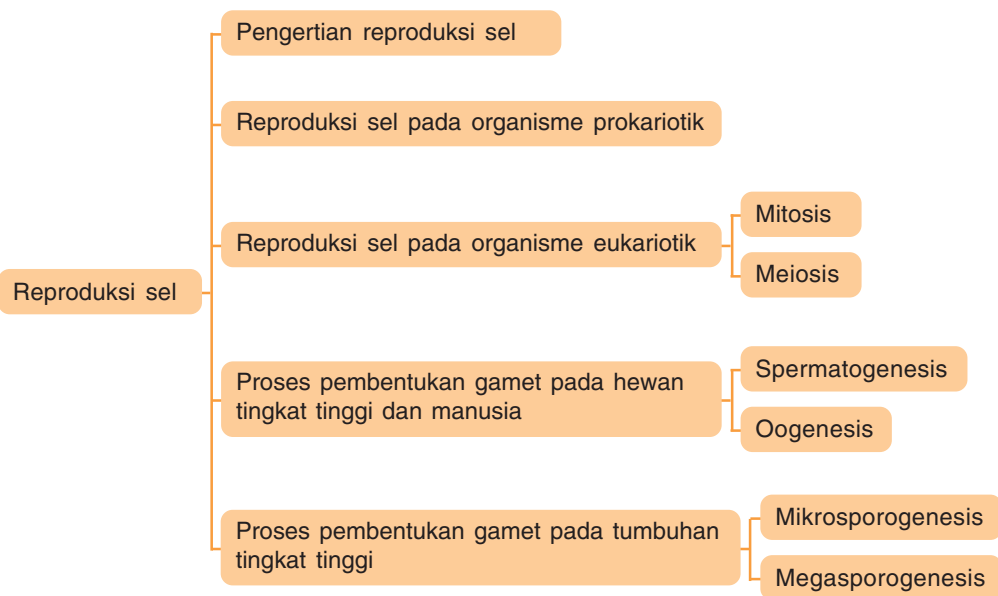 Pengertian reproduksi sel
Reproduksi sel pada organisme prokariotik
Reproduksi sel pada organisme eukariotik
Mitosis
Meiosis
Reproduksi sel
Proses pembentukan gamet pada hewan
tingkat tinggi dan manusia
Spermatogenesis
Oogenesis
Proses pembentukan gamet pada tumbuhan
tingkat tinggi
Mikrosporogenesis
Megasporogenesis